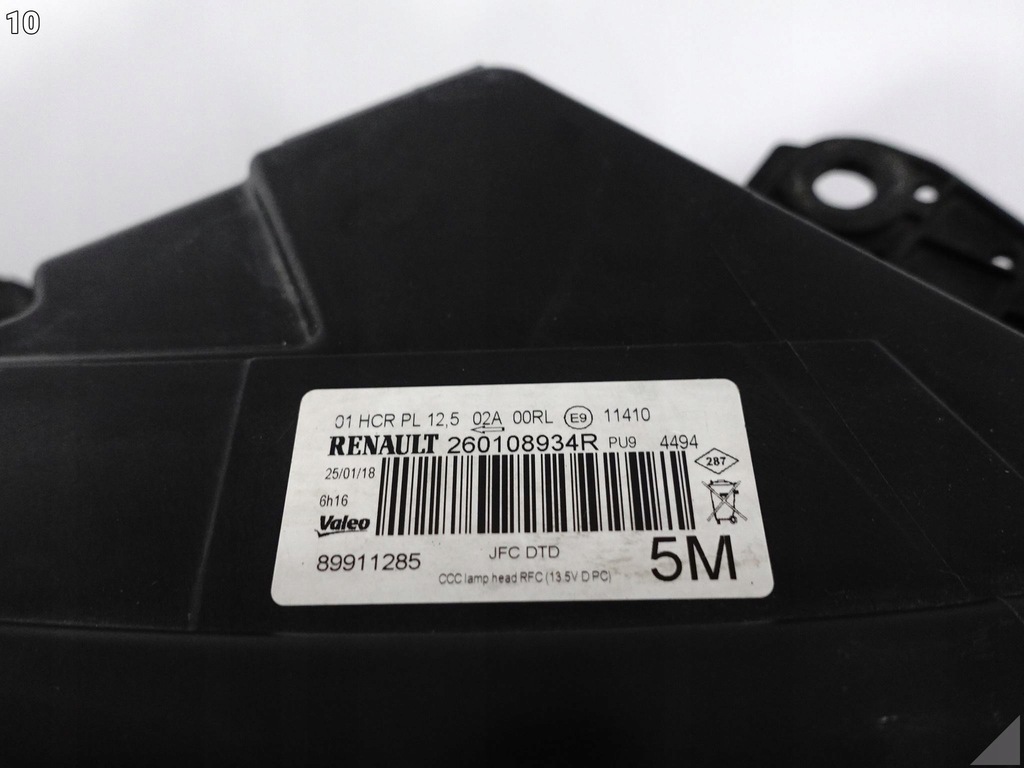 10
01 HCR PL 12,5 02A 00RL E9 11410
RENAULT 260108934R PU9 4494
25/01/18
287
6h16
Valeo
89911285
JFC DTD
5M
CCC lamp head RFC (13.5V D PC)